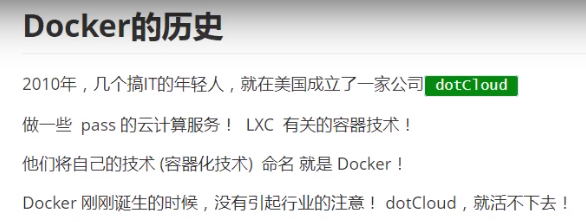 Docker的历史
2010年，几个搞IT的年轻人，就在美国成立了一家公司 dotCloud
做一些 pass 的云计算服务！ LXC 有关的容器技术！
他们将自己的技术 (容器化技术) 命名 就是 Docker！
Docker 刚刚诞生的时候，没有引起行业的注意！ dotCloud，就活不下去！